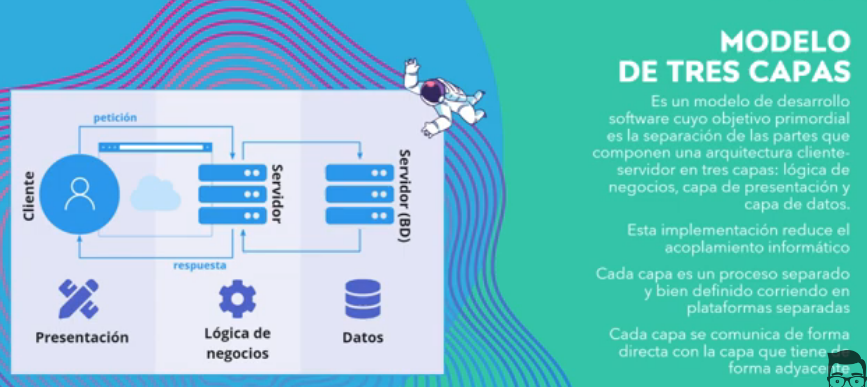 petición
Cliente
Servidor
Servidor (BD)
respuesta
Presentación
Lógica de
negocios
Datos
MODELO
DE TRES CAPAS
Es un modelo de desarrollo
software cuyo objetivo primordial
es la separación de las partes que
componen una arquitectura cliente-
servidor en tres capas: lógica de
negocios, capa de presentación y
capa de datos.
Esta implementación reduce el
acoplamiento informático
Cada capa es un proceso separado
y bien definido corriendo en
plataformas separadas
Cada capa se comunica de forma
directa con la capa que tiene de
forma adyacente